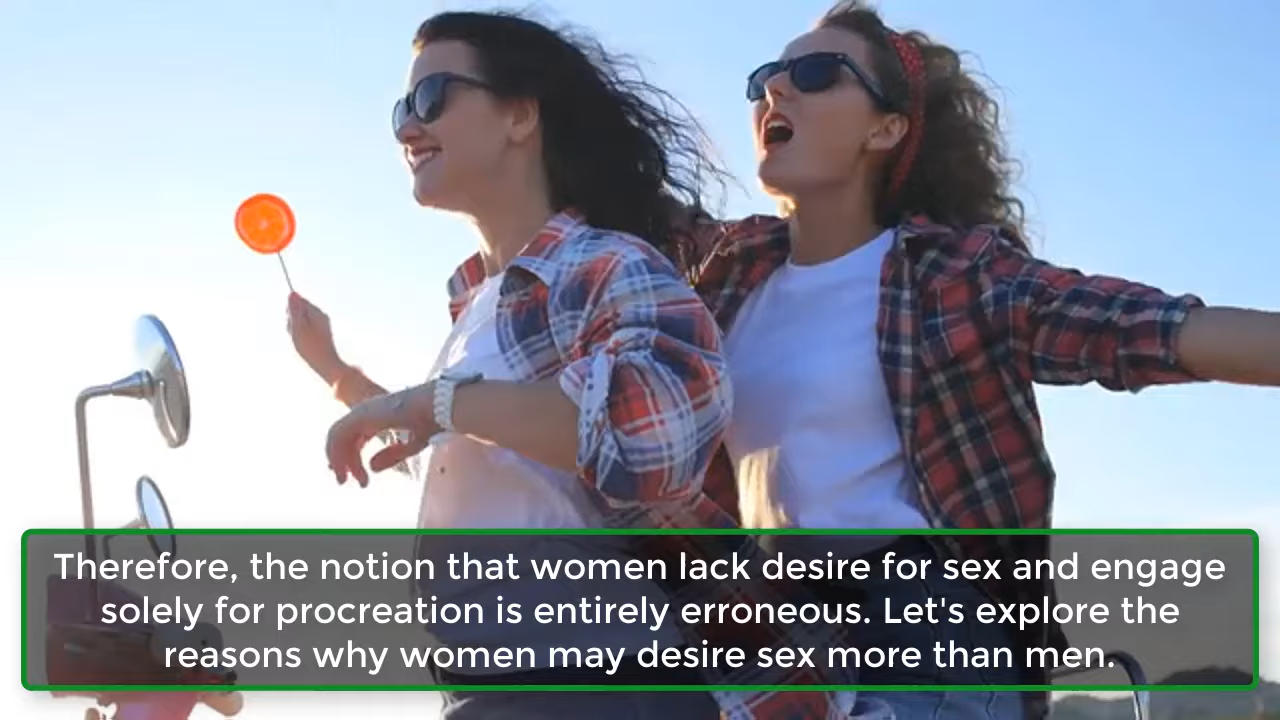 Therefore, the notion that women lack desire for sex and engage
solely for procreation is entirely erroneous. Let's explore the
reasons why women may desire sex more than men.